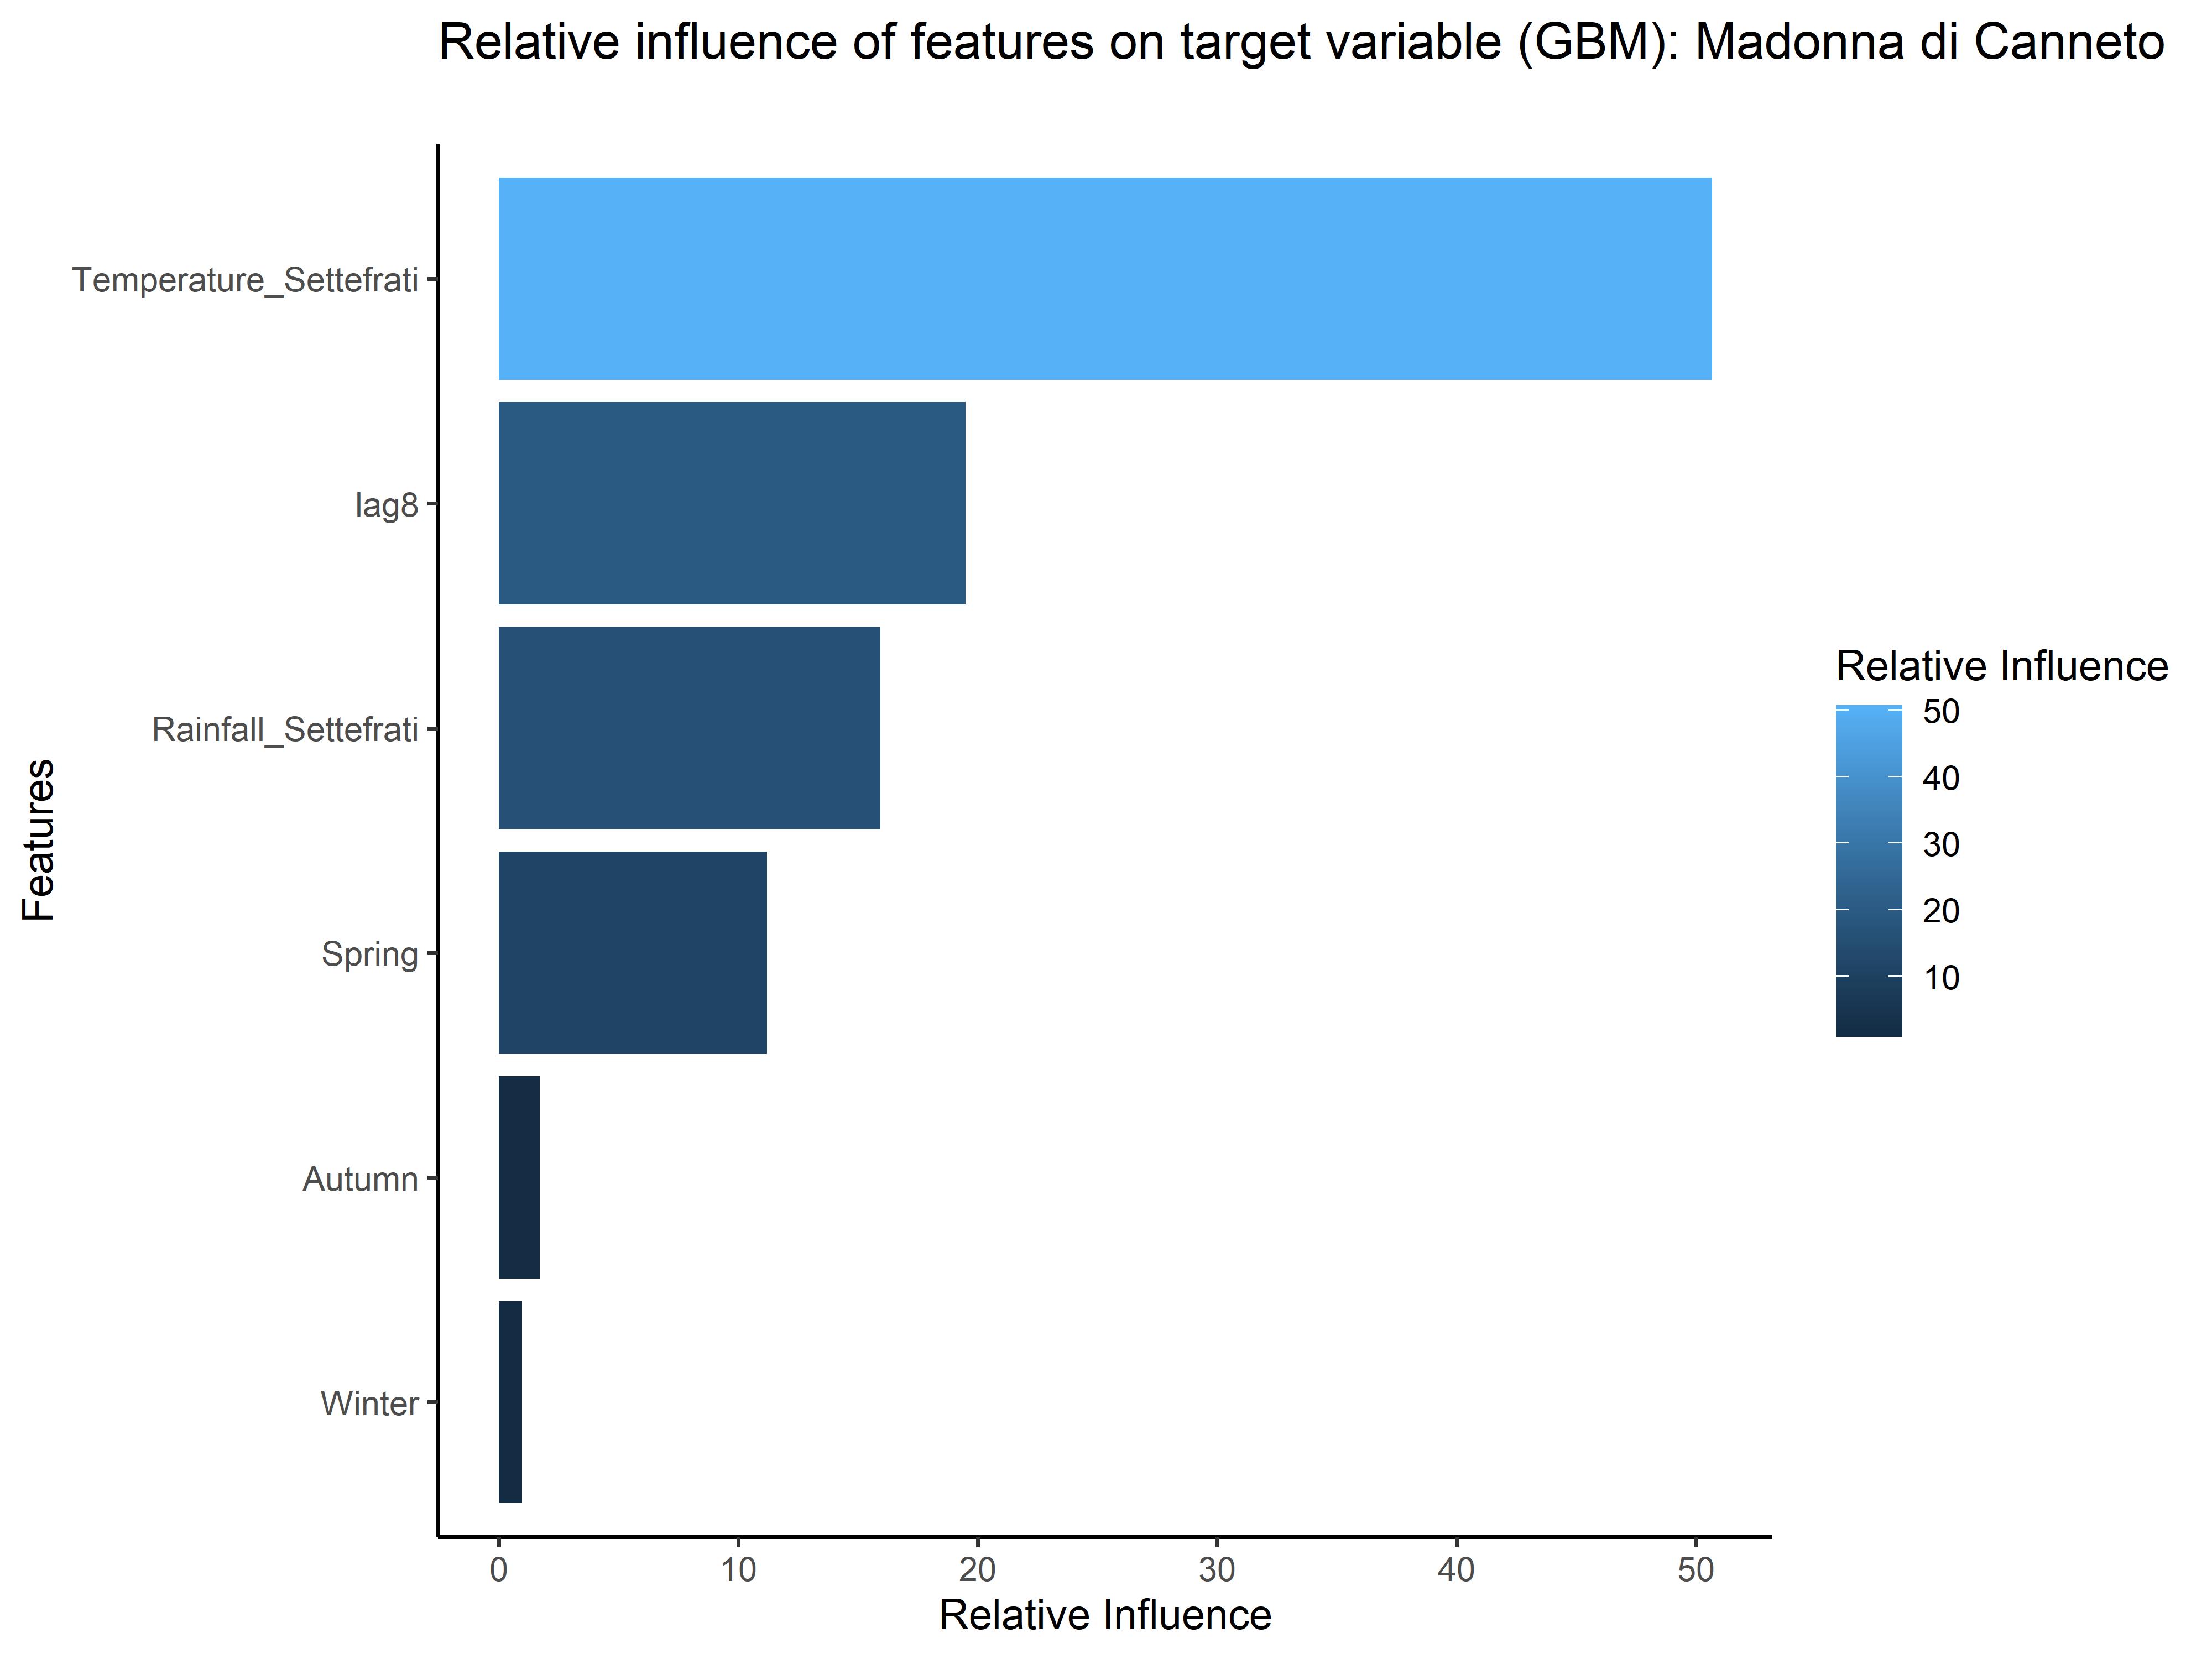 Relative influence of features on target variable (GBM): Madonna di Canneto
Features
Temperature_Settefrati
lag8
Rainfall_Settefrati
Spring
Autumn
Winter
0 10 20 30 40 50
Relative Influence
Relative Influence
50
40
30
20
10